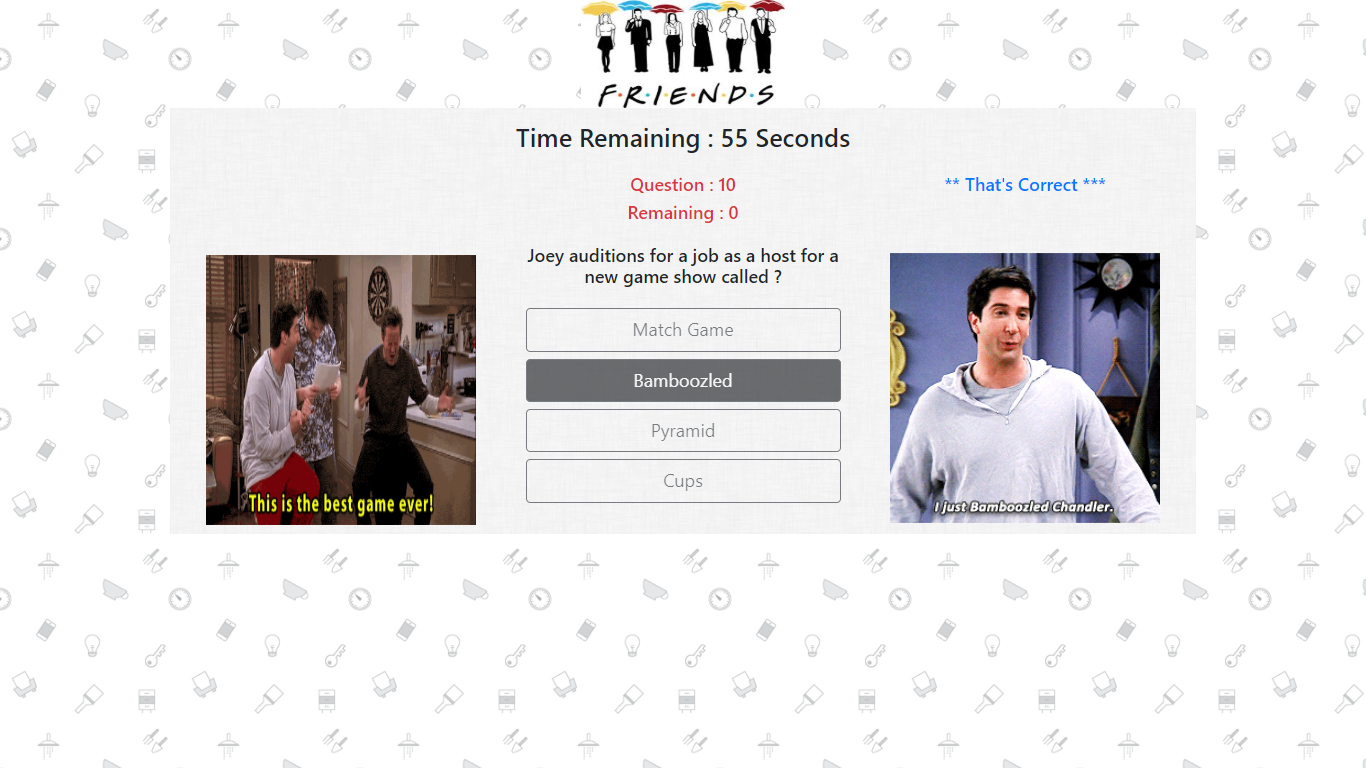 F·R·I·E·N·D·S
Time Remaining : 55 Seconds
Question : 10
Remaining : 0
** That's Correct ***
Joey auditions for a job as a host for a
new game show called ?
Match Game
Bamboozled
Pyramid
Cups
This is the best game ever!
I just Bamboozled Chandler.